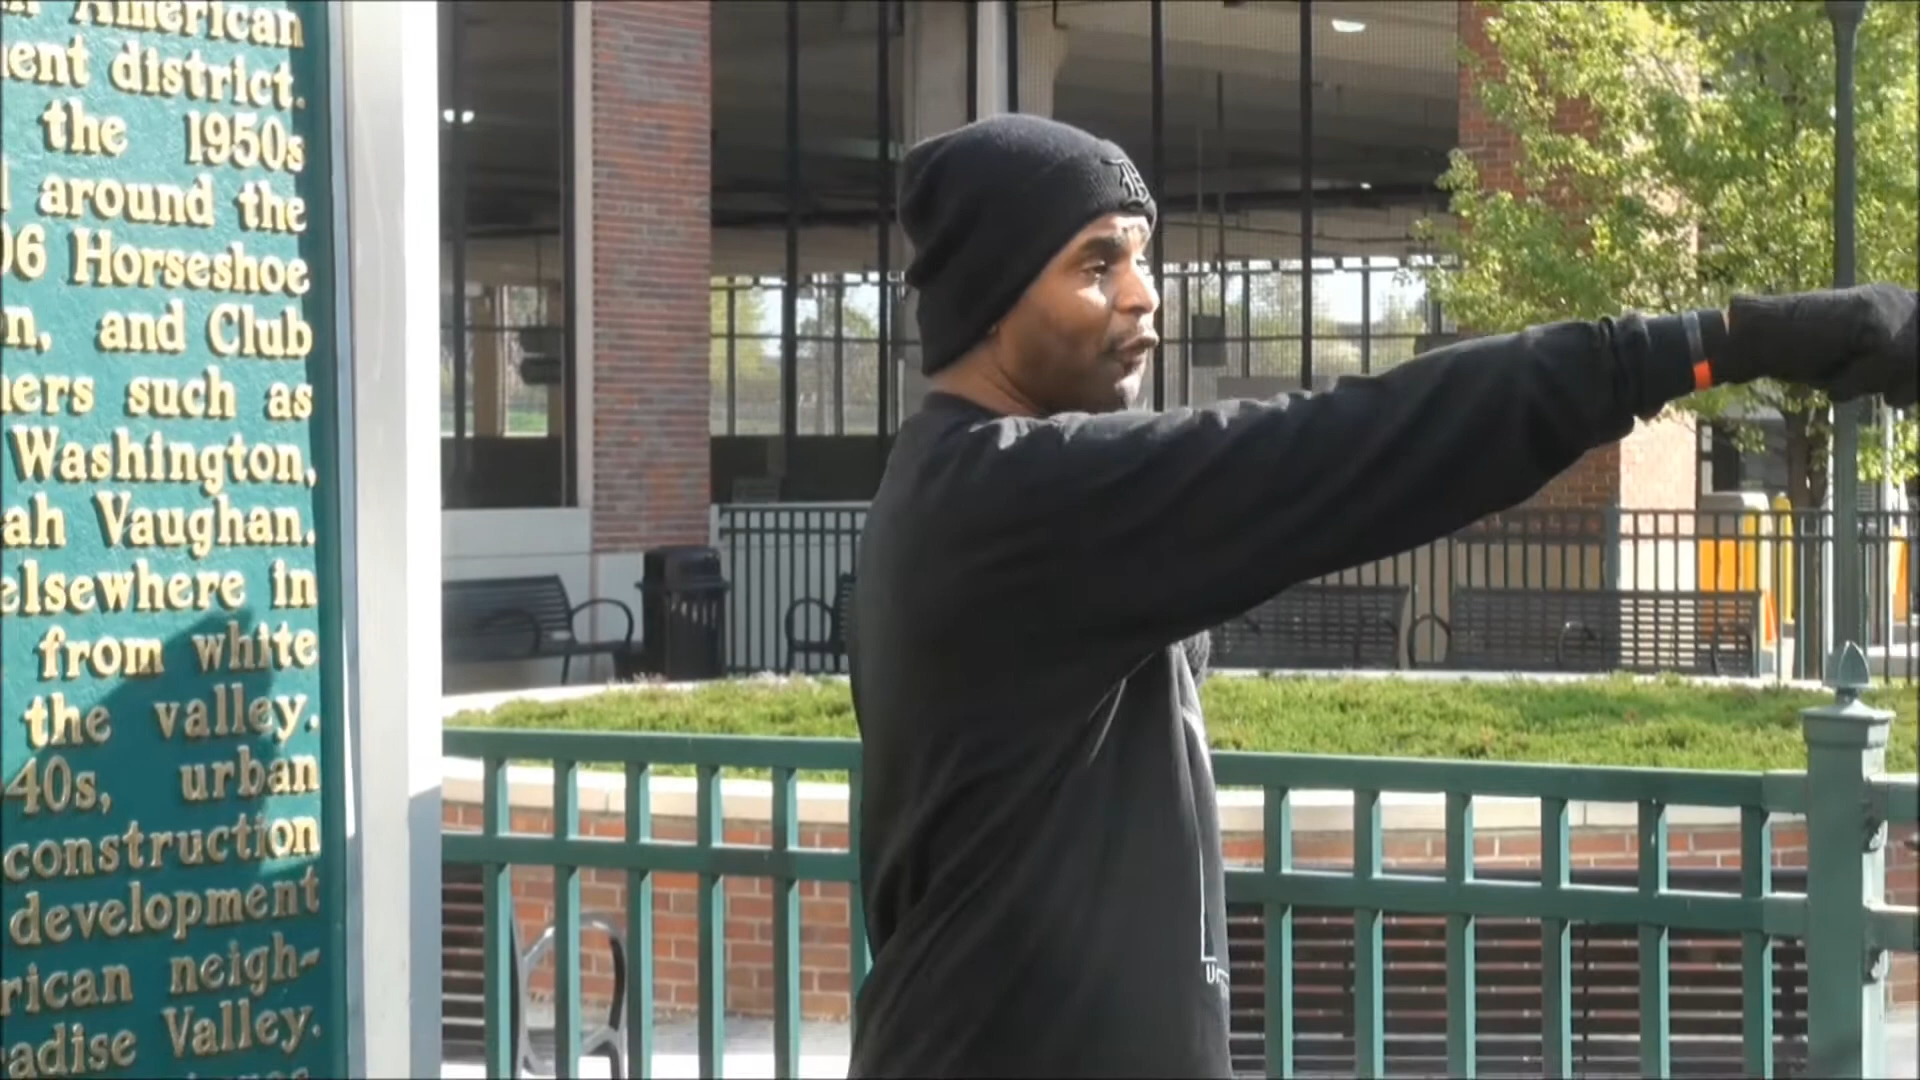 American
ent district.
the 1950s
around the
06 Horseshoe
n, and Club
ers such as
Washington,
ah Vaughan.
elsewhere in
from white
the valley.
40s, urban
construction
development
rican neigh-
adise Valley.
D